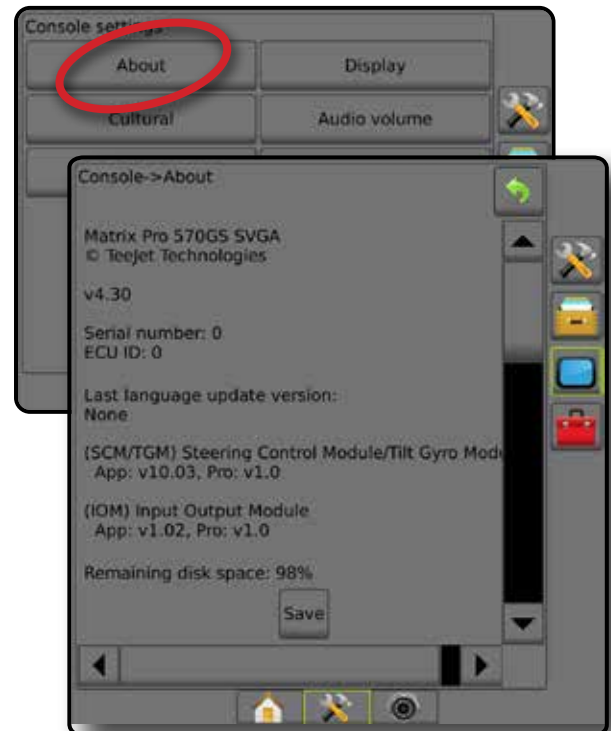 Console settings
About
Display
Cultural
Audio volume
Console->About
Matrix Pro 570GS SVGA
© TeeJet Technologies
v4.30
Serial number: 0
ECU ID: 0
Last language update version:
None
(SCM/TGM) Steering Control Module/Tilt Gyro Modu
App: v10.03, Pro: v1.0
(IOM) Input Output Module
App: v1.02, Pro: v1.0
Remaining disk space: 98%
Save